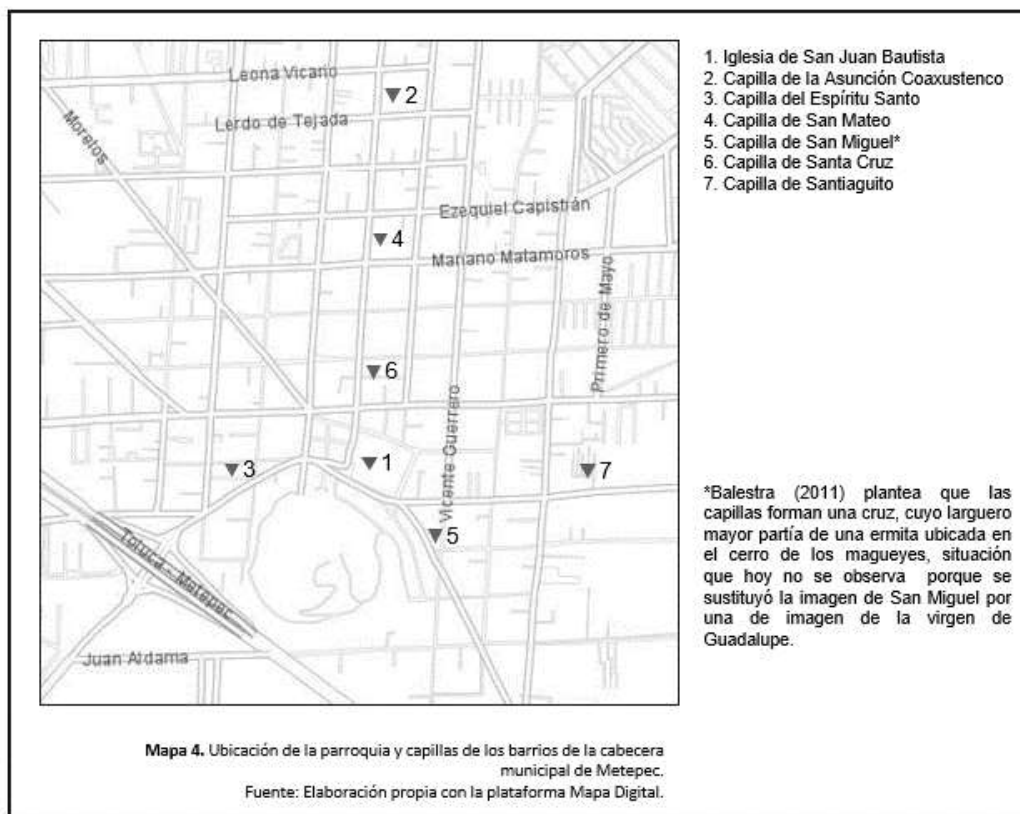 Leona Vicario
2
Lerdo de Tejada
Morelos
Ezequiel Capistrán
4
Mariano Matamoros
Primero de Mayo
6
Vicente Guerrero
3
1
7
5
Toluca - Metepec
Juan Aldama
1. Iglesia de San Juan Bautista
2. Capilla de la Asunción Coaxustenco
3. Capilla del Espíritu Santo
4. Capilla de San Mateo
5. Capilla de San Miguel*
6. Capilla de Santa Cruz
7. Capilla de Santiaguito
*Balestra (2011) plantea que las
capillas forman una cruz, cuyo larguero
mayor partía de una ermita ubicada en
el cerro de los magueyes, situación
que hoy no se observa porque se
sustituyó la imagen de San Miguel por
una de imagen de la virgen de
Guadalupe.
Mapa 4. Ubicación de la parroquia y capillas de los barrios de la cabecera
municipal de Metepec.
Fuente: Elaboración propia con la plataforma Mapa Digital.